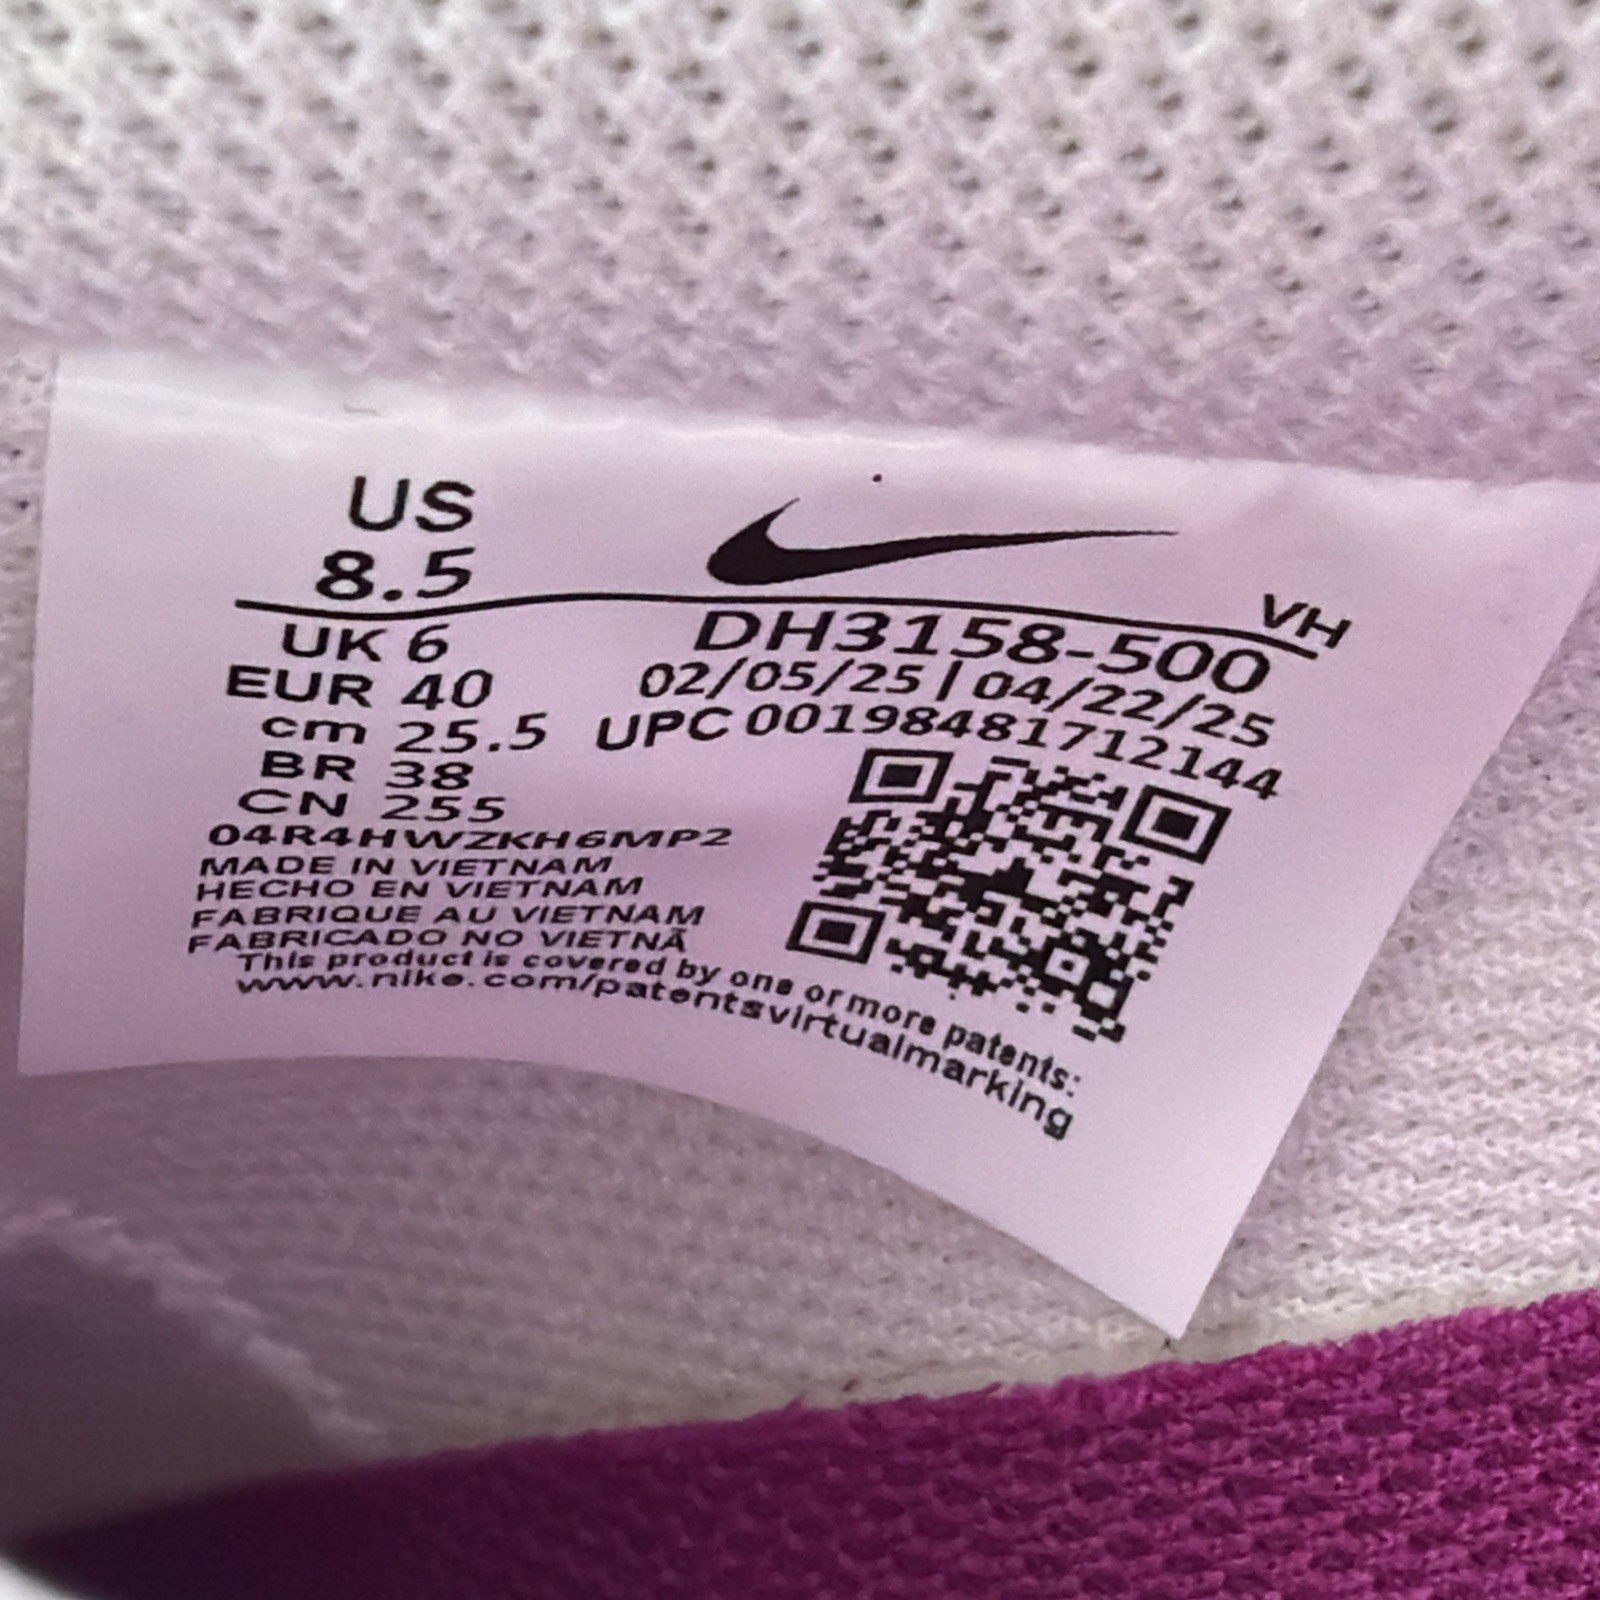 US
8.5
UK 6
EUR 40
cm 25.5
BR 38
CN 255
VH
DH3158-500
02/05/25 | 04/22/25
UPC 00198481712144
04R4HWZKH6MP2
MADE IN VIETNAM
HECHO EN VIETNAM
FABRIQUE AU VIETNAM
FABRICADO NO VIETNÃ
This product is covered by one or more patents:
www.nike.com/patentsvirtualmarking